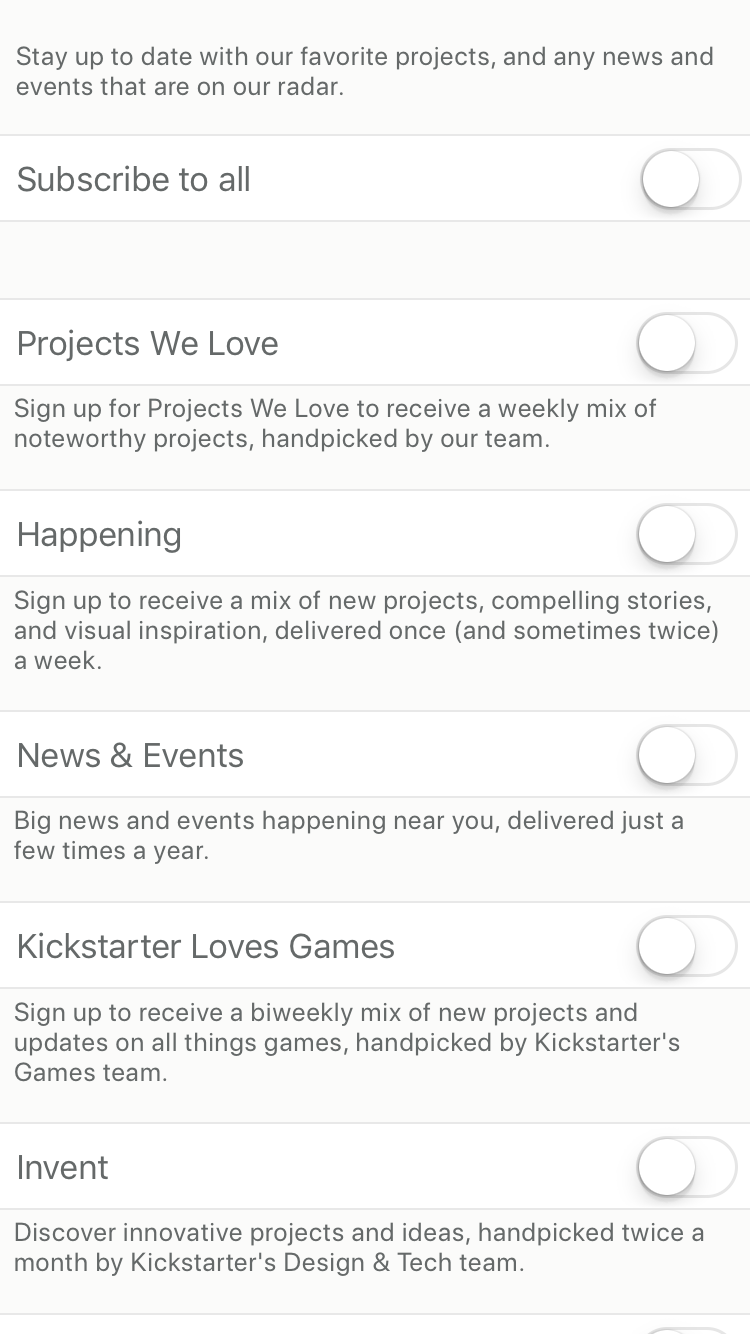 Stay up to date with our favorite projects, and any news and
events that are on our radar.
Subscribe to all
Projects We Love
Sign up for Projects We Love to receive a weekly mix of
noteworthy projects, handpicked by our team.
Happening
Sign up to receive a mix of new projects, compelling stories,
and visual inspiration, delivered once (and sometimes twice)
a week.
News & Events
Big news and events happening near you, delivered just a
few times a year.
Kickstarter Loves Games
Sign up to receive a biweekly mix of new projects and
updates on all things games, handpicked by Kickstarter's
Games team.
Invent
Discover innovative projects and ideas, handpicked twice a
month by Kickstarter's Design & Tech team.